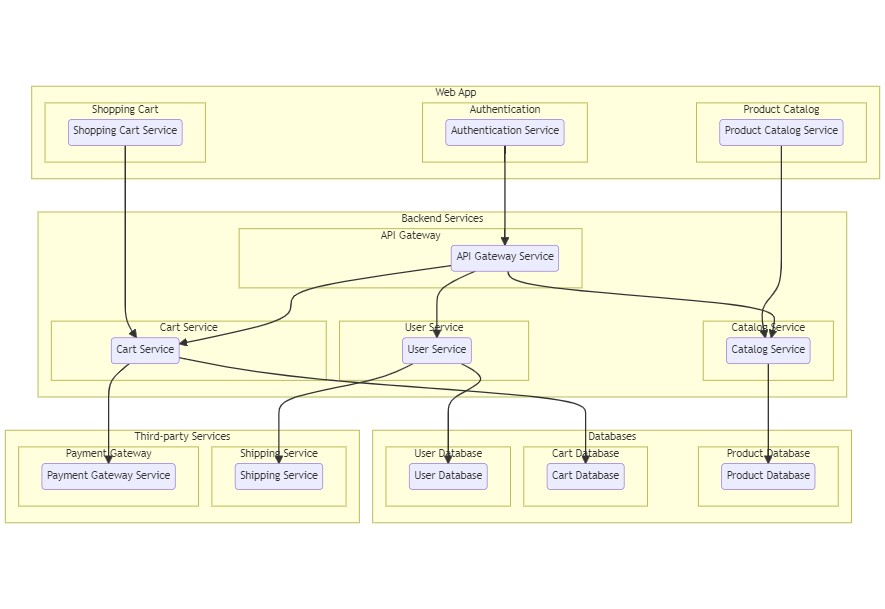 Web App
Shopping Cart
Authentication
Product Catalog
Shopping Cart Service
Authentication Service
Product Catalog Service
Backend Services
API Gateway
API Gateway Service
Cart Service
User Service
Catalog Service
Cart Service
User Service
Catalog Service
Third-party Services
Databases
Payment Gateway
Shipping Service
User Database
Cart Database
Product Database
Payment Gateway Service
Shipping Service
User Database
Cart Database
Product Database